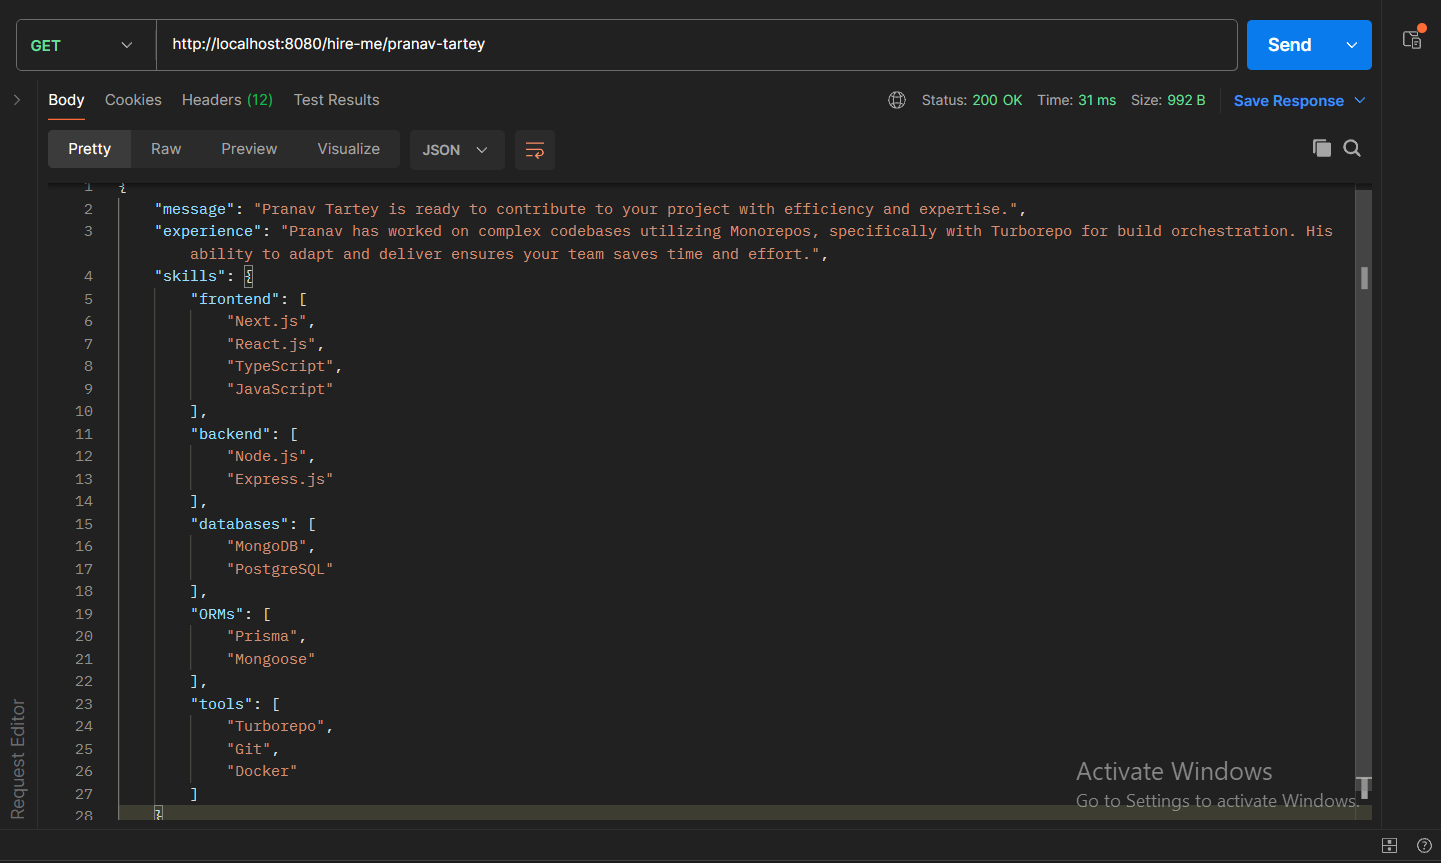 GET http://localhost:8080/hire-me/pranav-tartey Send
Body Cookies Headers (12) Test Results Status: 200 OK Time: 31 ms Size: 992 B Save Response
Pretty Raw Preview Visualize JSON
1 {
2 "message": "Pranav Tartey is ready to contribute to your project with efficiency and expertise.",
3 "experience": "Pranav has worked on complex codebases utilizing Monorepos, specifically with Turborepo for build orchestration. His
ability to adapt and deliver ensures your team saves time and effort.",
4 "skills": {
5 "frontend": [
6 "Next.js",
7 "React.js",
8 "TypeScript",
9 "JavaScript"
10 ],
11 "backend": [
12 "Node.js",
13 "Express.js"
14 ],
15 "databases": [
16 "MongoDB",
17 "PostgreSQL"
18 ],
19 "ORMs": [
20 "Prisma",
21 "Mongoose"
22 ],
23 "tools": [
24 "Turborepo",
25 "Git",
26 "Docker"
27 ]
28 }
Request Editor
Activate Windows
Go to Settings to activate Windows.